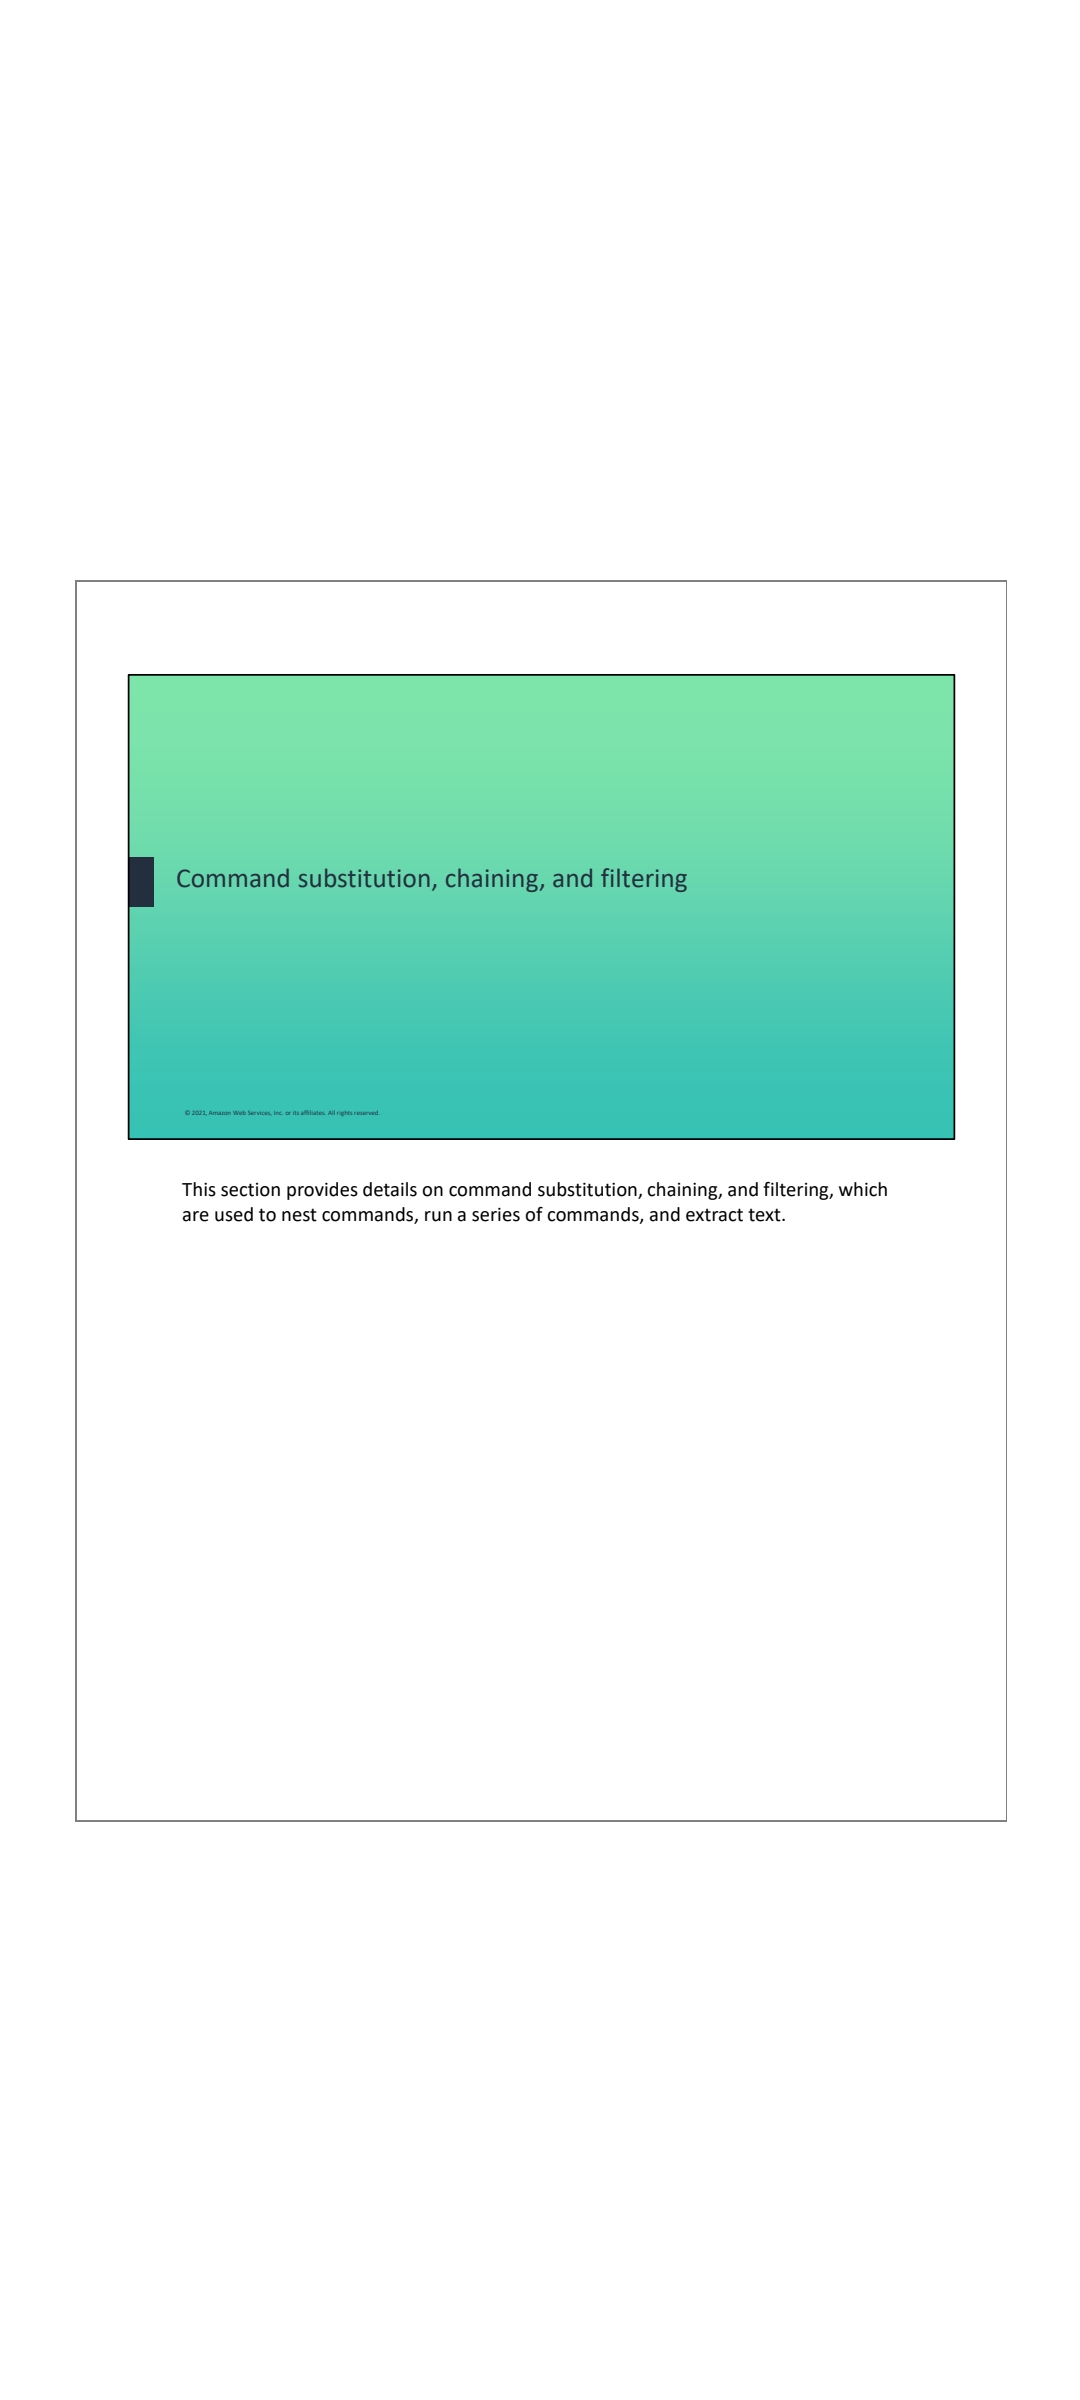 Command substitution, chaining, and filtering
© 2021, Amazon Web Services, Inc. or its affiliates. All rights reserved.
This section provides details on command substitution, chaining, and filtering, which
are used to nest commands, run a series of commands, and extract text.